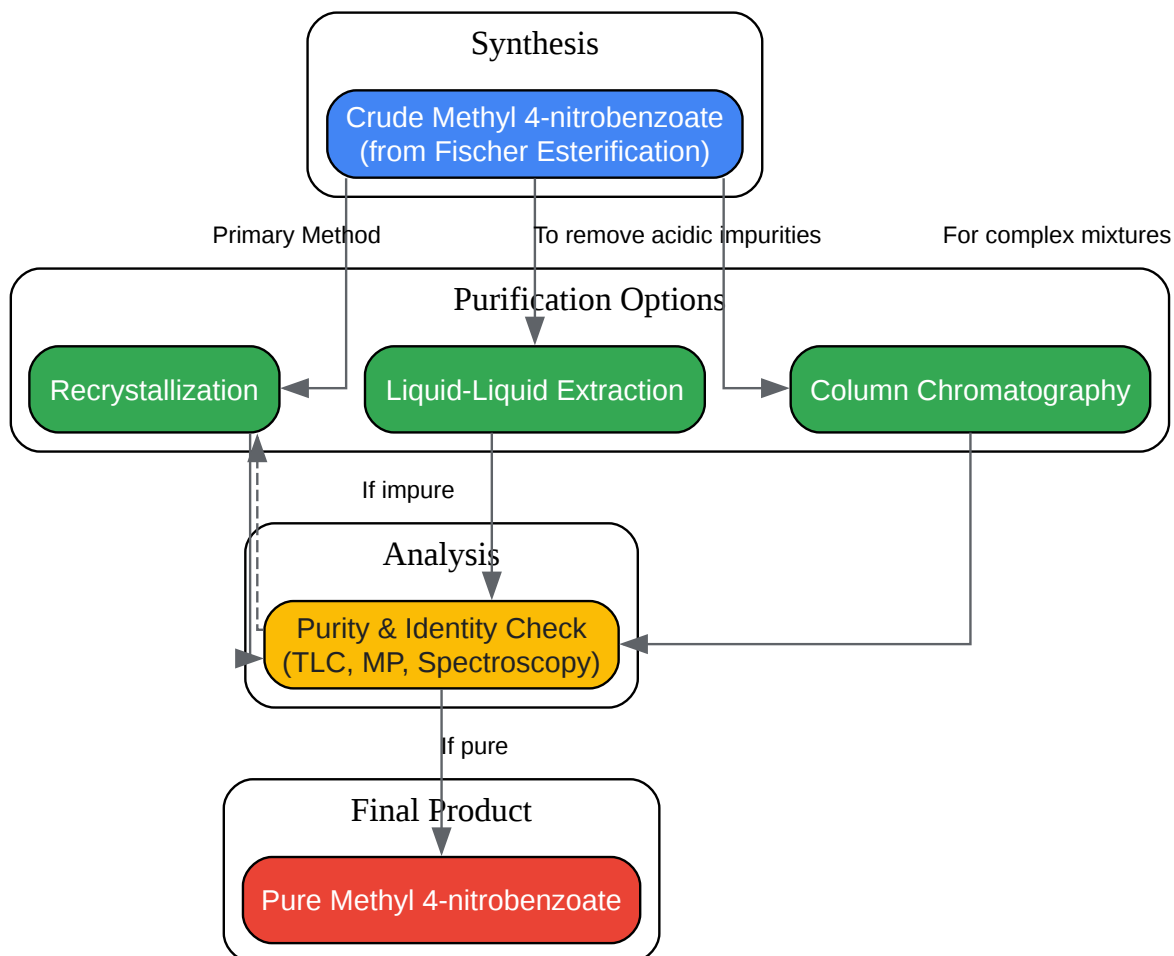 Synthesis
Crude Methyl 4-nitrobenzoate
(from Fischer Esterification)
Primary Method
To remove acidic impurities
For complex mixtures
Purification Options
Recrystallization
Liquid-Liquid Extraction
Column Chromatography
If impure
Analysis
Purity & Identity Check
(TLC, MP, Spectroscopy)
If pure
Final Product
Pure Methyl 4-nitrobenzoate